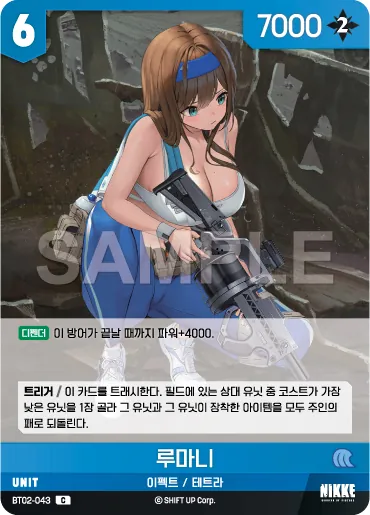 6
7000 2
SAMPLE
디펜더 이 방어가 끝날 때까지 파워+4000.
트리거 / 이 카드를 트래시한다. 필드에 있는 상대 유닛 중 코스트가 가장
낮은 유닛을 1장 골라 그 유닛과 그 유닛이 장착한 아이템을 모두 주인의
패로 되돌린다.
루마니
UNIT
이펙트 / 테트라
BT02-043 C
©SHIFT UP Corp.
NIKKE